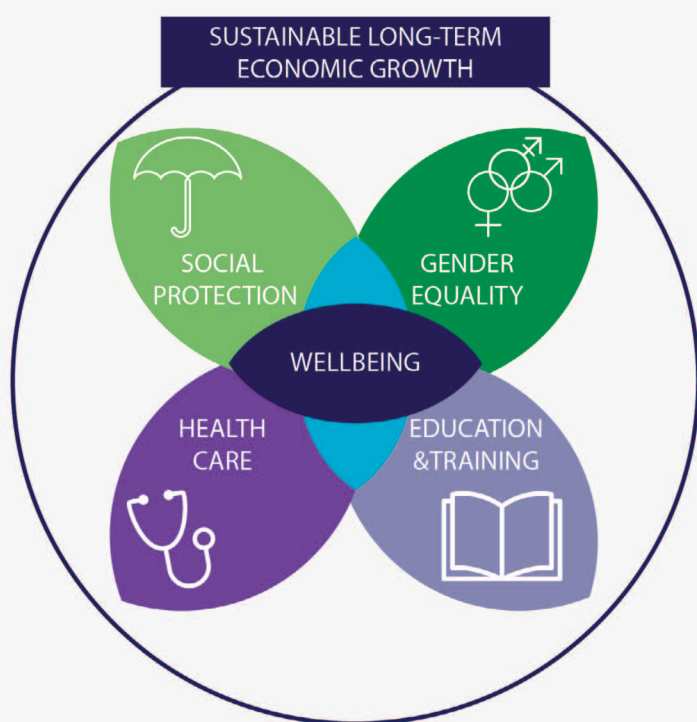 SUSTAINABLE LONG-TERM
ECONOMIC GROWTH
SOCIAL
PROTECTION
GENDER
EQUALITY
WELLBEING
HEALTH
CARE
EDUCATION
&TRAINING